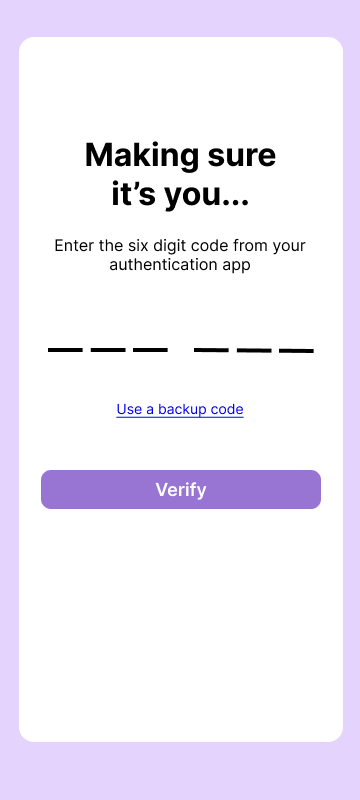 Making sure
it’s you...
Enter the six digit code from your
authentication app
Use a backup code
Verify